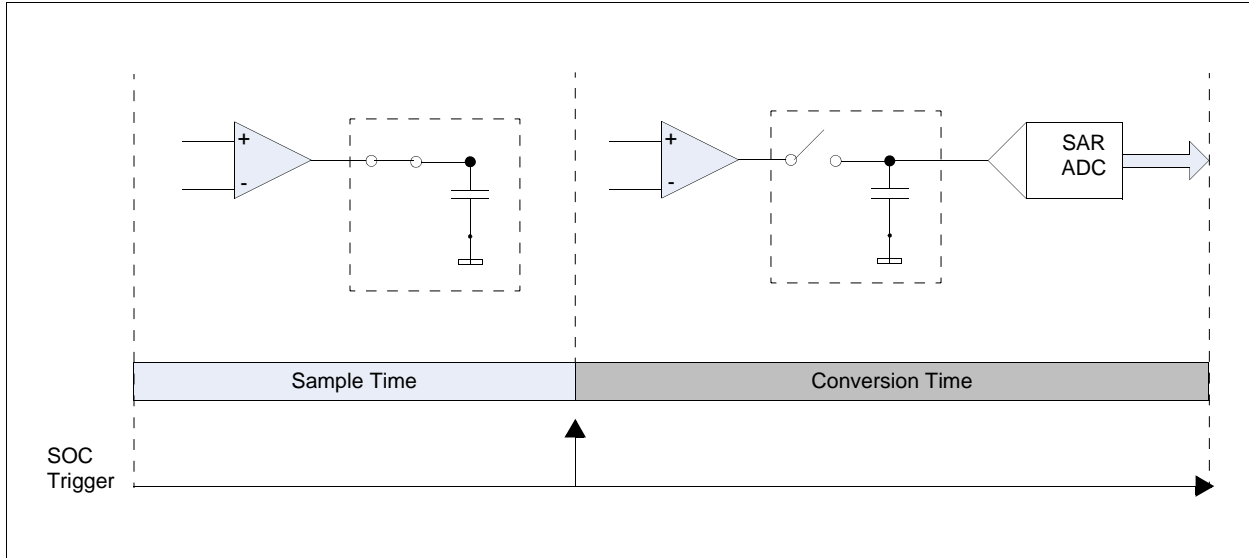 +
-
+
-
SAR
ADC
Sample Time
Conversion Time
SOC
Trigger